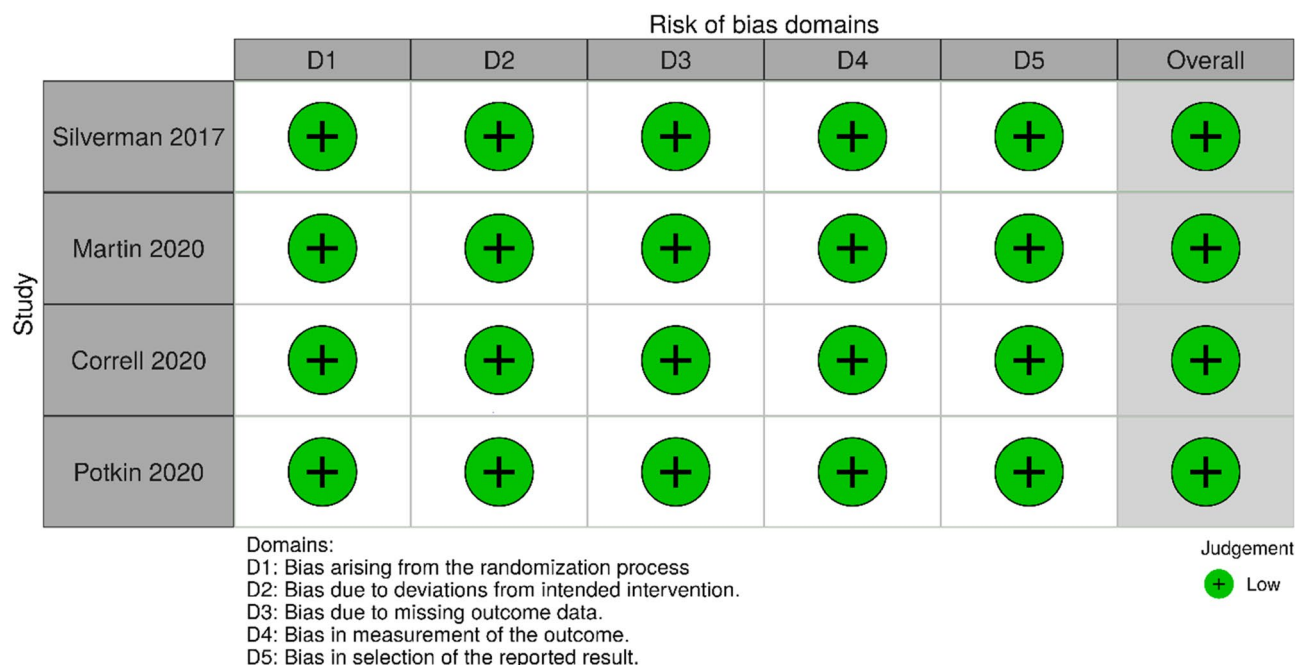 Risk of bias domains
D1 D2 D3 D4 D5 Overall
Silverman 2017 + + + + + +
Martin 2020 + + + + + +
Study
Correll 2020 + + + + + +
Potkin 2020 + + + + + +
Domains:
D1: Bias arising from the randomization process
D2: Bias due to deviations from intended intervention.
D3: Bias due to missing outcome data.
D4: Bias in measurement of the outcome.
D5: Bias in selection of the reported result.
Judgement
+ Low